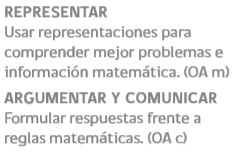 REPRESENTAR
Usar representaciones para
comprender mejor problemas e
información matemática. (OA m)
ARGUMENTAR Y COMUNICAR
Formular respuestas frente a
reglas matemáticas. (OA c)